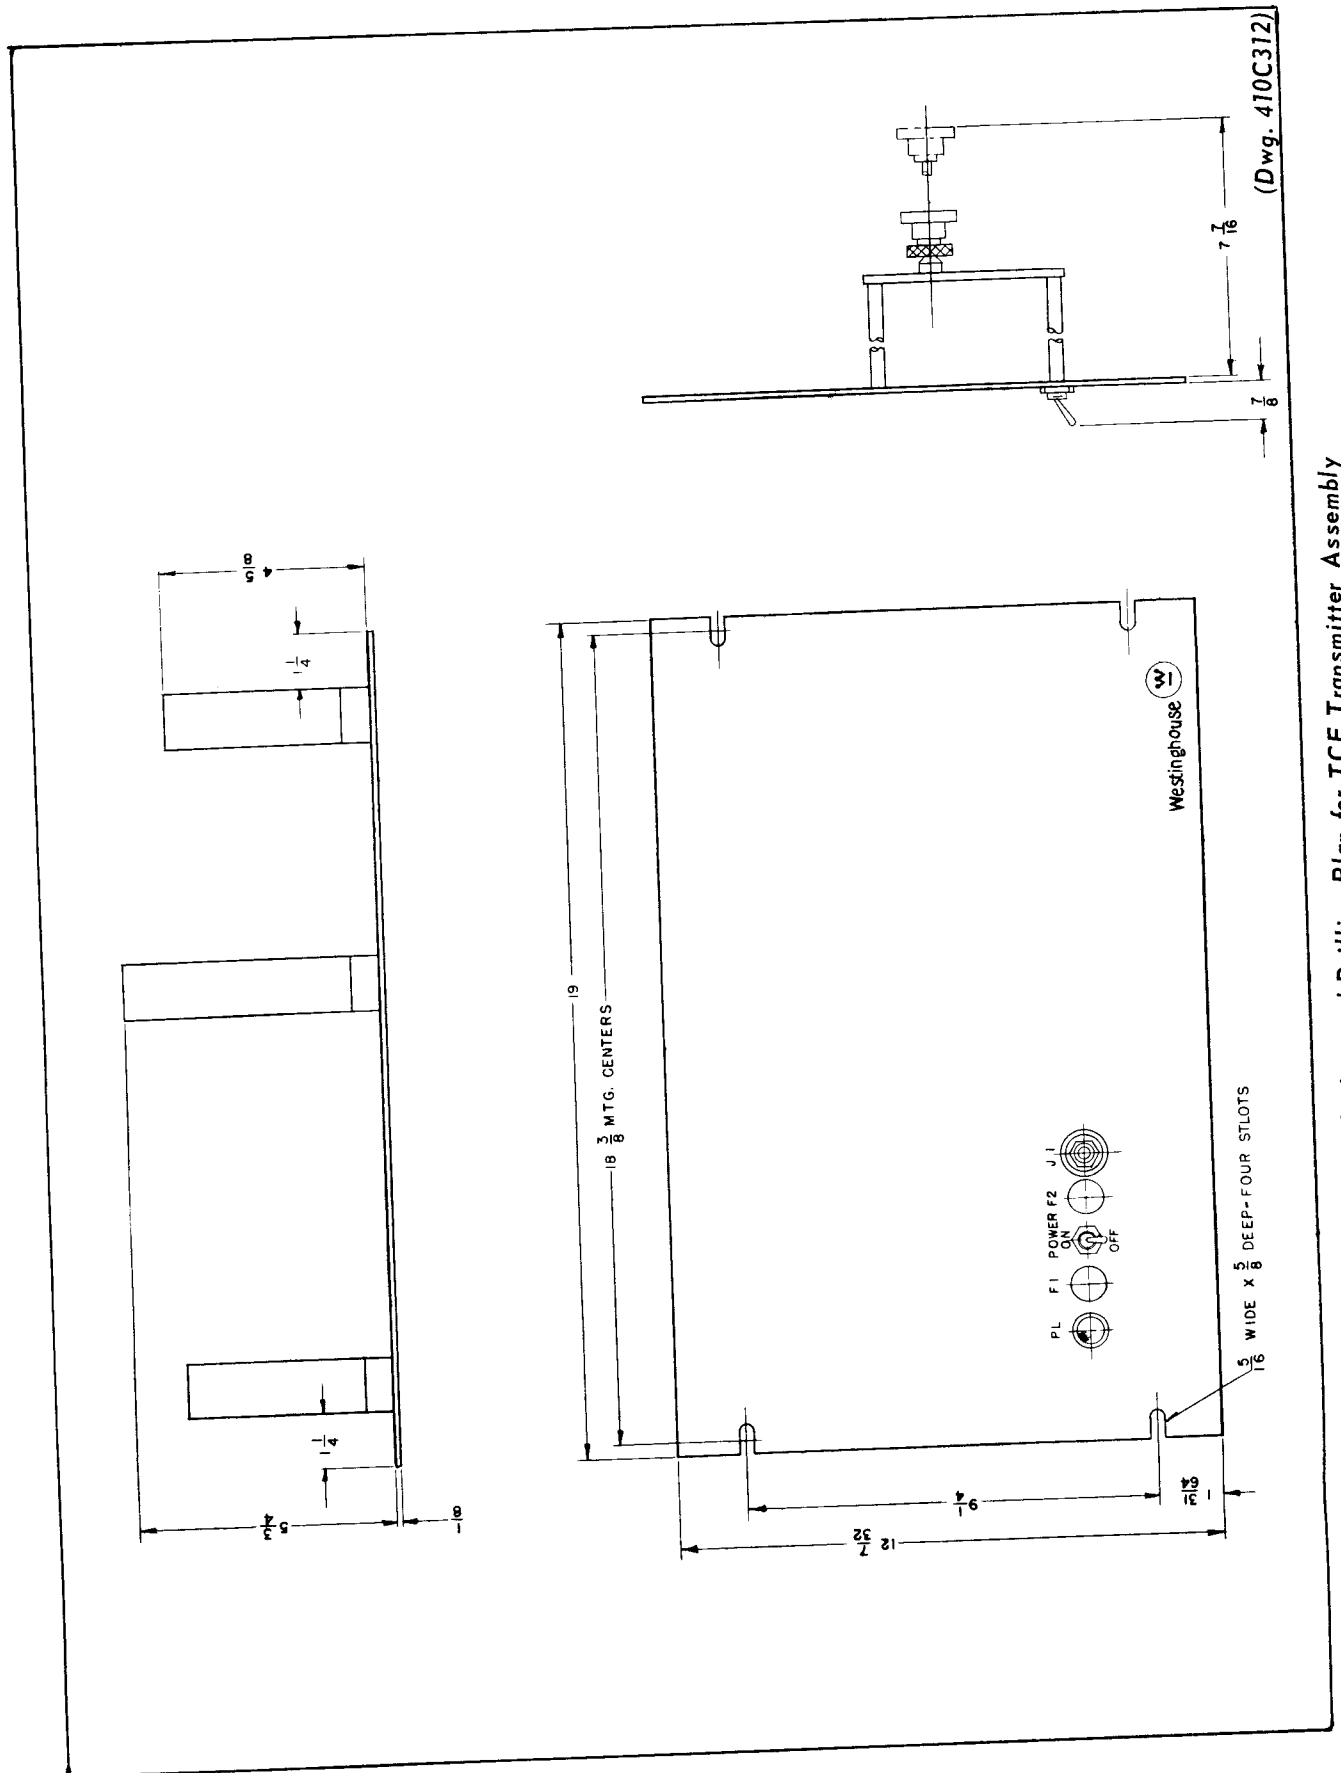 (Dwg. 410C312)
4 5/8
1/4
1/4
5 3/4
1/8
7 7/16
7/8
19
18 3/8 MTG. CENTERS
12 7/32
9 1/4
1 31/64
PL
F1
POWER
ON
OFF
F2
J1
Westinghouse W
5/16 WIDE X 5/8 DEEP-FOUR STLOTS
Plan for TCF Transmitter Assembly